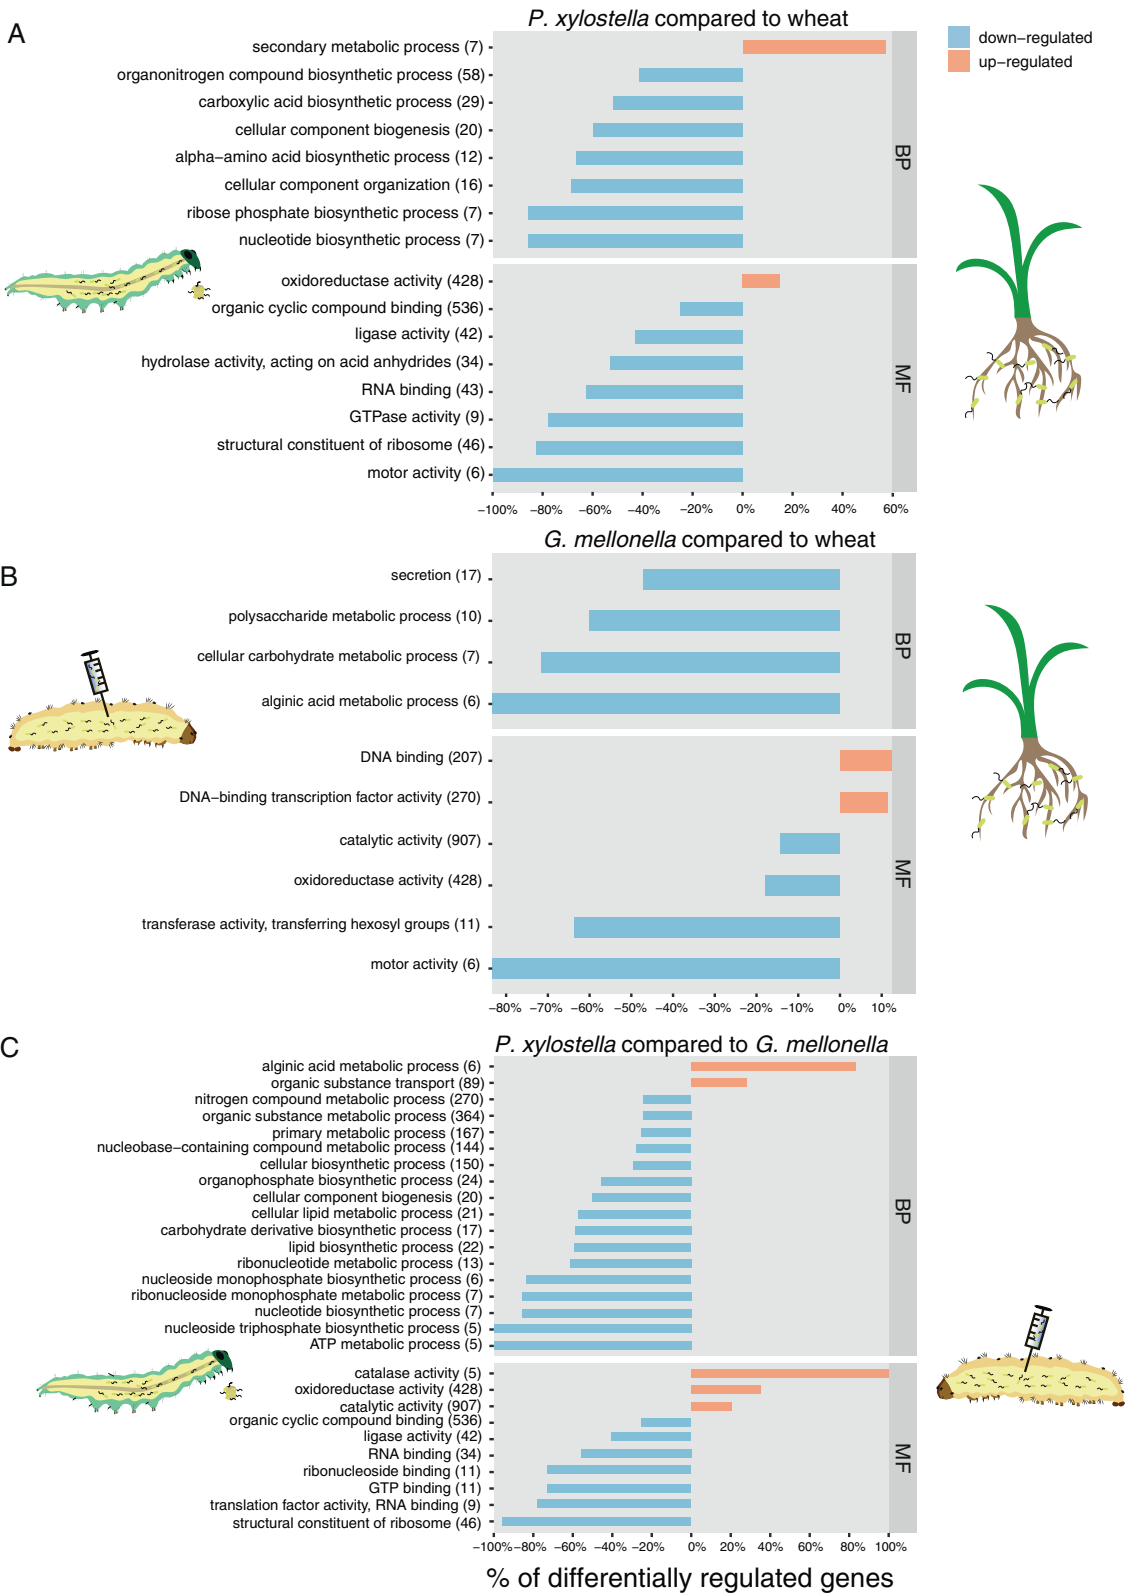 A
P. xylostella compared to wheat
down−regulated
up−regulated
secondary metabolic process (7)
organonitrogen compound biosynthetic process (58)
carboxylic acid biosynthetic process (29)
cellular component biogenesis (20)
alpha−amino acid biosynthetic process (12)
cellular component organization (16)
ribose phosphate biosynthetic process (7)
nucleotide biosynthetic process (7)
BP
oxidoreductase activity (428)
organic cyclic compound binding (536)
ligase activity (42)
hydrolase activity, acting on acid anhydrides (34)
RNA binding (43)
GTPase activity (9)
structural constituent of ribosome (46)
motor activity (6)
MF
−100% −80% −60% −40% −20% 0% 20% 40% 60%
B
G. mellonella compared to wheat
secretion (17)
polysaccharide metabolic process (10)
cellular carbohydrate metabolic process (7)
alginic acid metabolic process (6)
BP
DNA binding (207)
DNA−binding transcription factor activity (270)
catalytic activity (907)
oxidoreductase activity (428)
transferase activity, transferring hexosyl groups (11)
motor activity (6)
MF
−80% −70% −60% −50% −40% −30% −20% −10% 0% 10%
C
P. xylostella compared to G. mellonella
alginic acid metabolic process (6)
organic substance transport (89)
nitrogen compound metabolic process (270)
organic substance metabolic process (364)
primary metabolic process (167)
nucleobase−containing compound metabolic process (144)
cellular biosynthetic process (150)
organophosphate biosynthetic process (24)
cellular component biogenesis (20)
cellular lipid metabolic process (21)
carbohydrate derivative biosynthetic process (17)
lipid biosynthetic process (22)
ribonucleotide metabolic process (13)
nucleoside monophosphate biosynthetic process (6)
ribonucleoside monophosphate metabolic process (7)
nucleotide biosynthetic process (7)
nucleoside triphosphate biosynthetic process (5)
ATP metabolic process (5)
BP
catalase activity (5)
oxidoreductase activity (428)
catalytic activity (907)
organic cyclic compound binding (536)
ligase activity (42)
RNA binding (34)
ribonucleoside binding (11)
GTP binding (11)
translation factor activity, RNA binding (9)
structural constituent of ribosome (46)
MF
−100% −80% −60% −40% −20% 0% 20% 40% 60% 80% 100%
% of differentially regulated genes